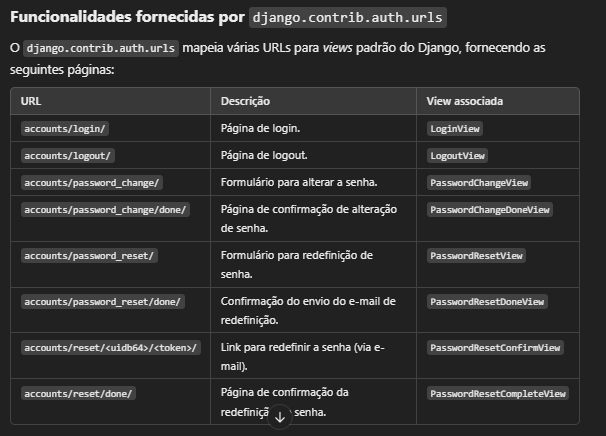 Funcionalidades fornecidas por django.contrib.auth.urls
O django.contrib.auth.urls mapeia várias URLs para views padrão do Django, fornecendo as
seguintes páginas:
URL Descrição View associada
accounts/login/ Página de login. LoginView
accounts/logout/ Página de logout. LogoutView
accounts/password_change/ Formulário para alterar a senha. PasswordChangeView
accounts/password_change/done/ Página de confirmação de alteração PasswordChangeDoneView
de senha.
accounts/password_reset/ Formulário para redefinição de PasswordResetView
senha.
accounts/password_reset/done/ Confirmação do envio do e-mail de PasswordResetDoneView
redefinição.
accounts/reset/<uidb64>/<token>/ Link para redefinir a senha (via e- PasswordResetConfirmView
mail).
accounts/reset/done/ Página de confirmação da PasswordResetCompleteView
redefinição senha.